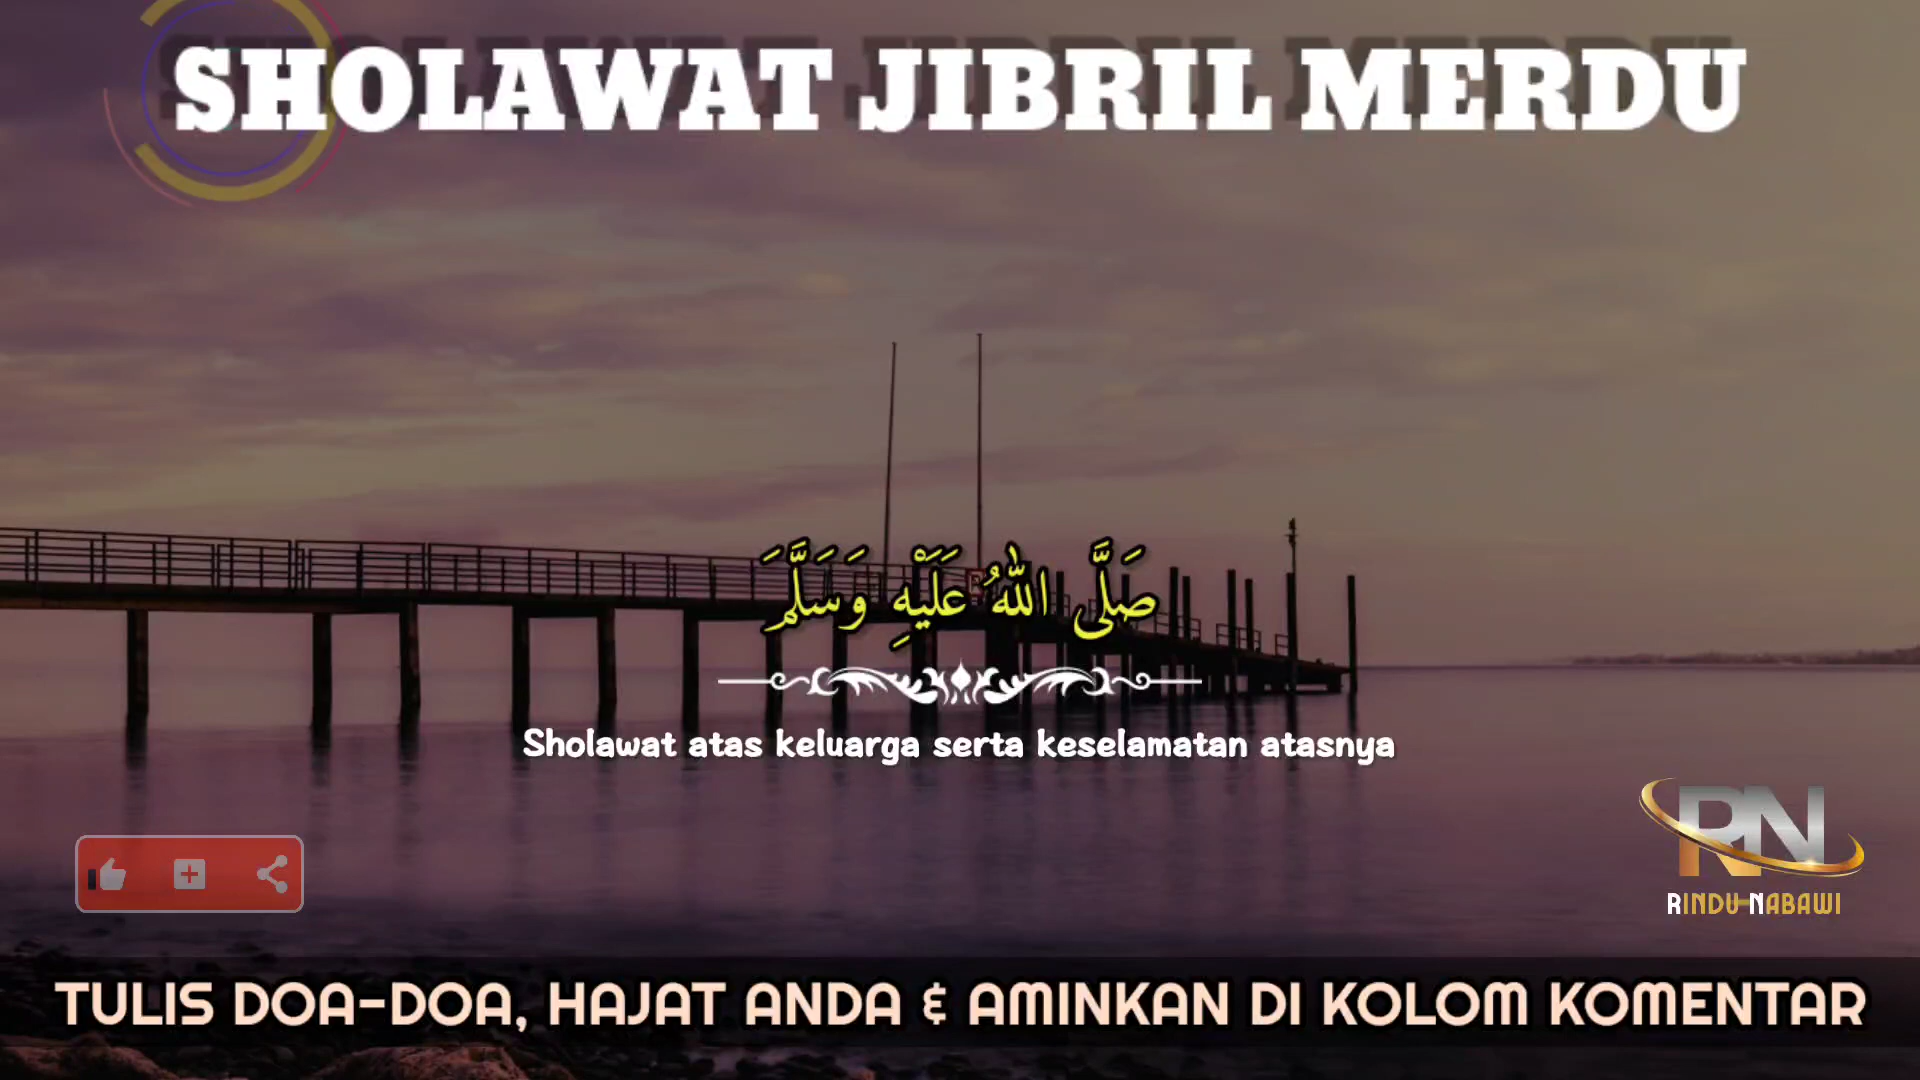 SHOLAWAT JIBRIL MERDU
صَلَّى اللهُ عَلَيْهِ وَسَلَّمَ
Sholawat atas keluarga serta keselamatan atasnya
RN
RINDU NABAWI
TULIS DOA-DOA, HAJAT ANDA & AMINKAN DI KOLOM KOMENTAR